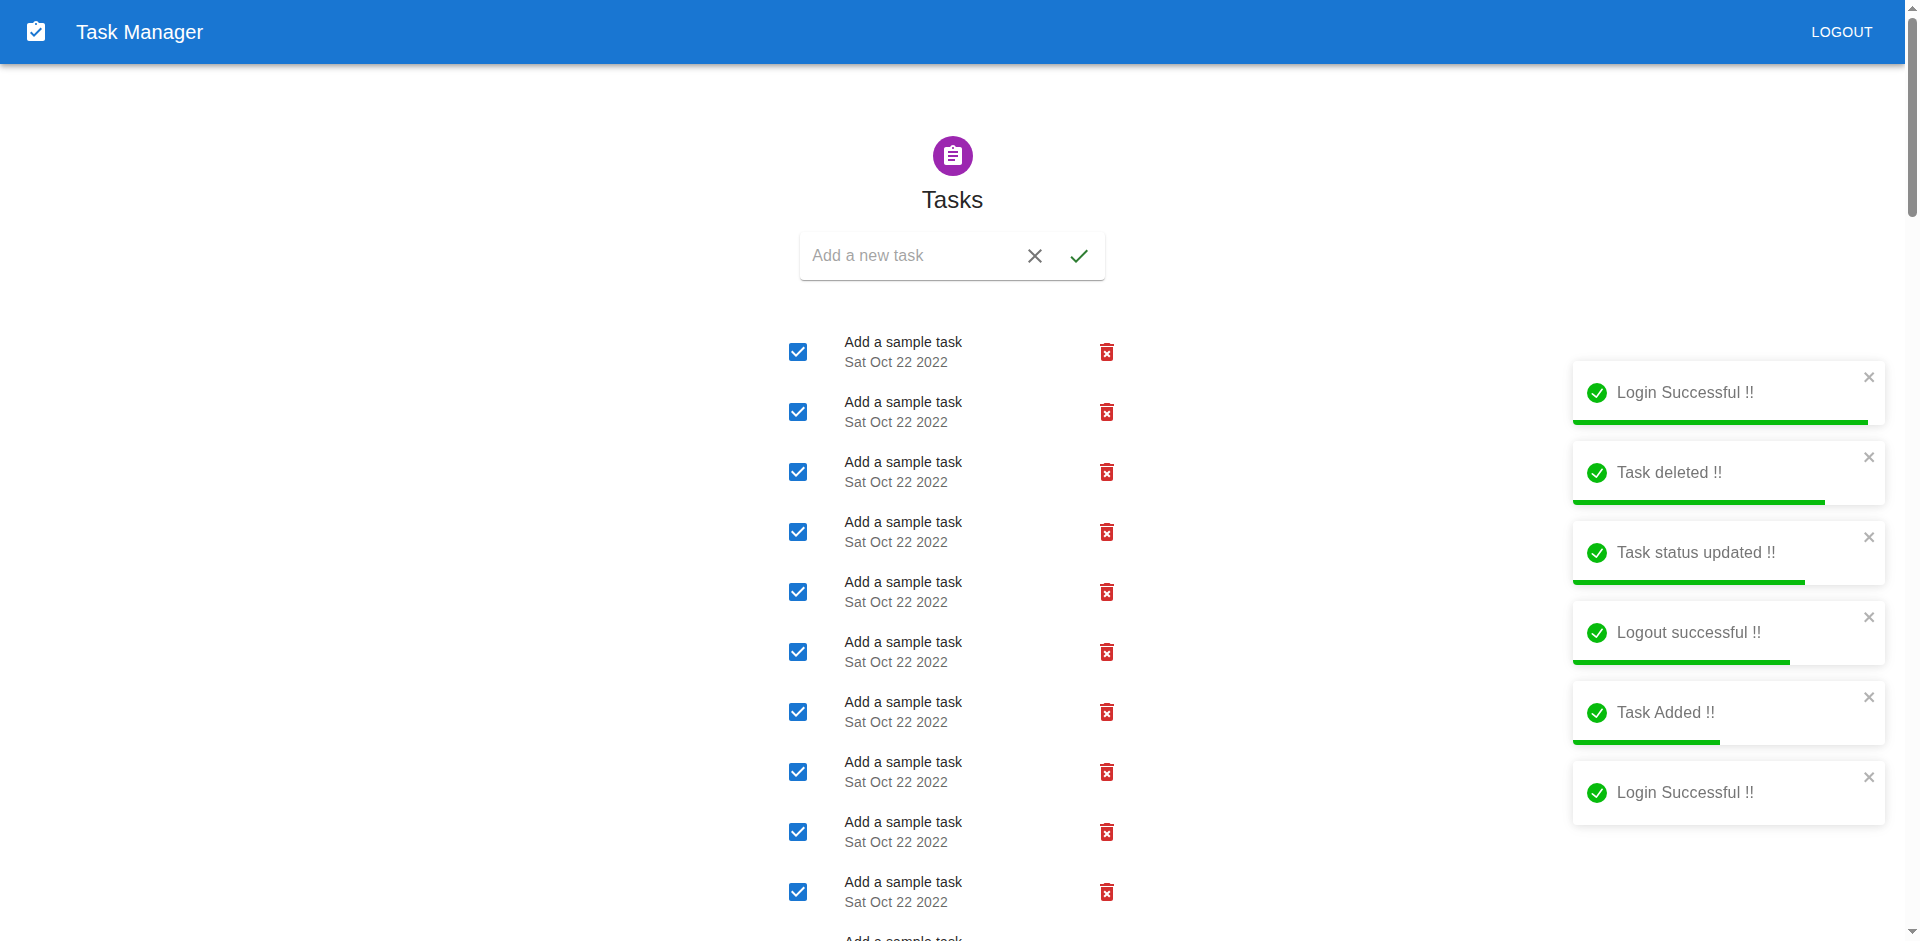 Task Manager
LOGOUT
Tasks
Add a new task
Add a sample task
Sat Oct 22 2022
Add a sample task
Sat Oct 22 2022
Add a sample task
Sat Oct 22 2022
Add a sample task
Sat Oct 22 2022
Add a sample task
Sat Oct 22 2022
Add a sample task
Sat Oct 22 2022
Add a sample task
Sat Oct 22 2022
Add a sample task
Sat Oct 22 2022
Add a sample task
Sat Oct 22 2022
Add a sample task
Sat Oct 22 2022
Add a sample task
Login Successful !!
Task deleted !!
Task status updated !!
Logout successful !!
Task Added !!
Login Successful !!